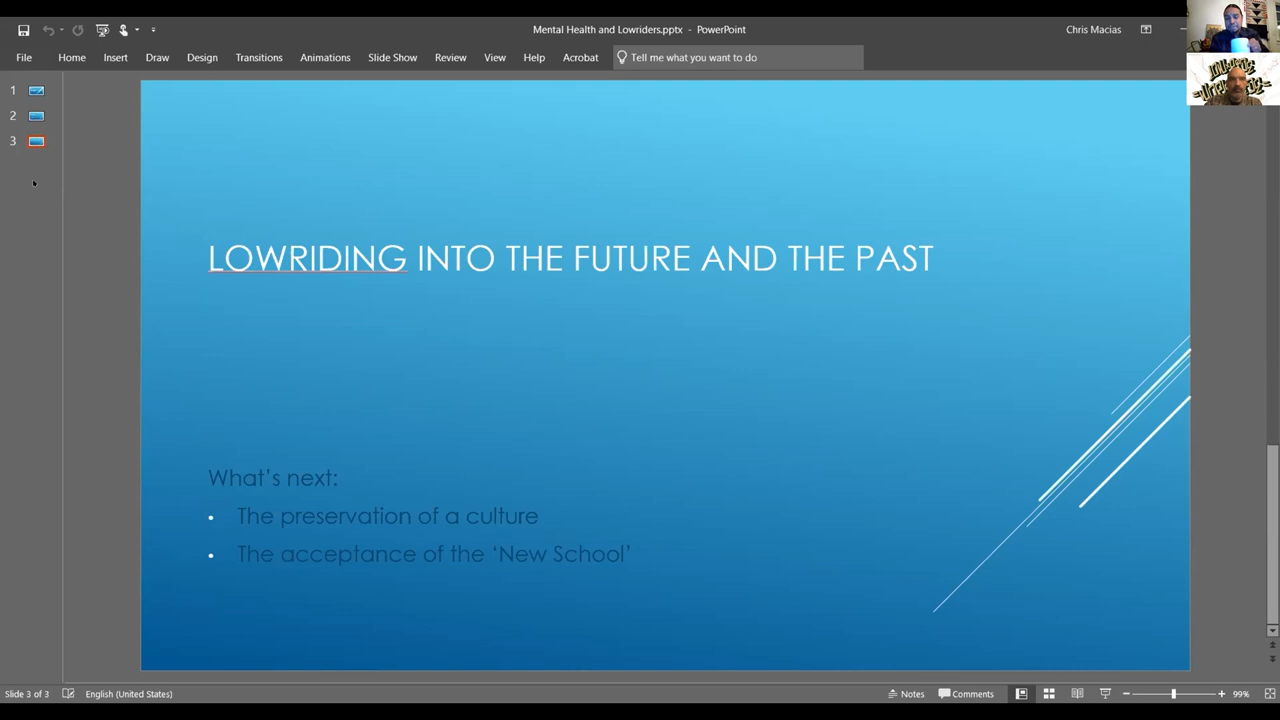 Mental Health and Lowriders.pptx - PowerPoint
Chris Macias
File Home Insert Draw Design Transitions Animations Slide Show Review View Help Acrobat Tell me what you want to do
1
2
3
LOWRIDING INTO THE FUTURE AND THE PAST
What's next:
• The preservation of a culture
• The acceptance of the ‘New School’
Slide 3 of 3 English (United States) Notes Comments 99%